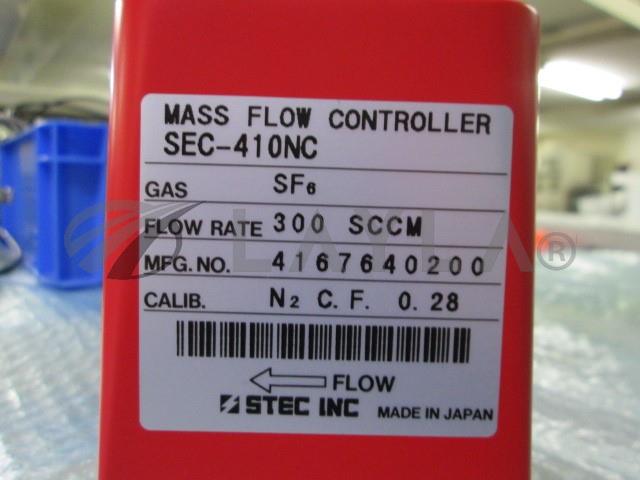 MASS FLOW CONTROLLER
SEC-410NC
GAS SF₆
FLOW RATE 300 SCCM
LAYLA®
MFG.NO. 4167640200
CALIB. N₂ C.F. 0.28
FLOW
STEC INC MADE IN JAPAN